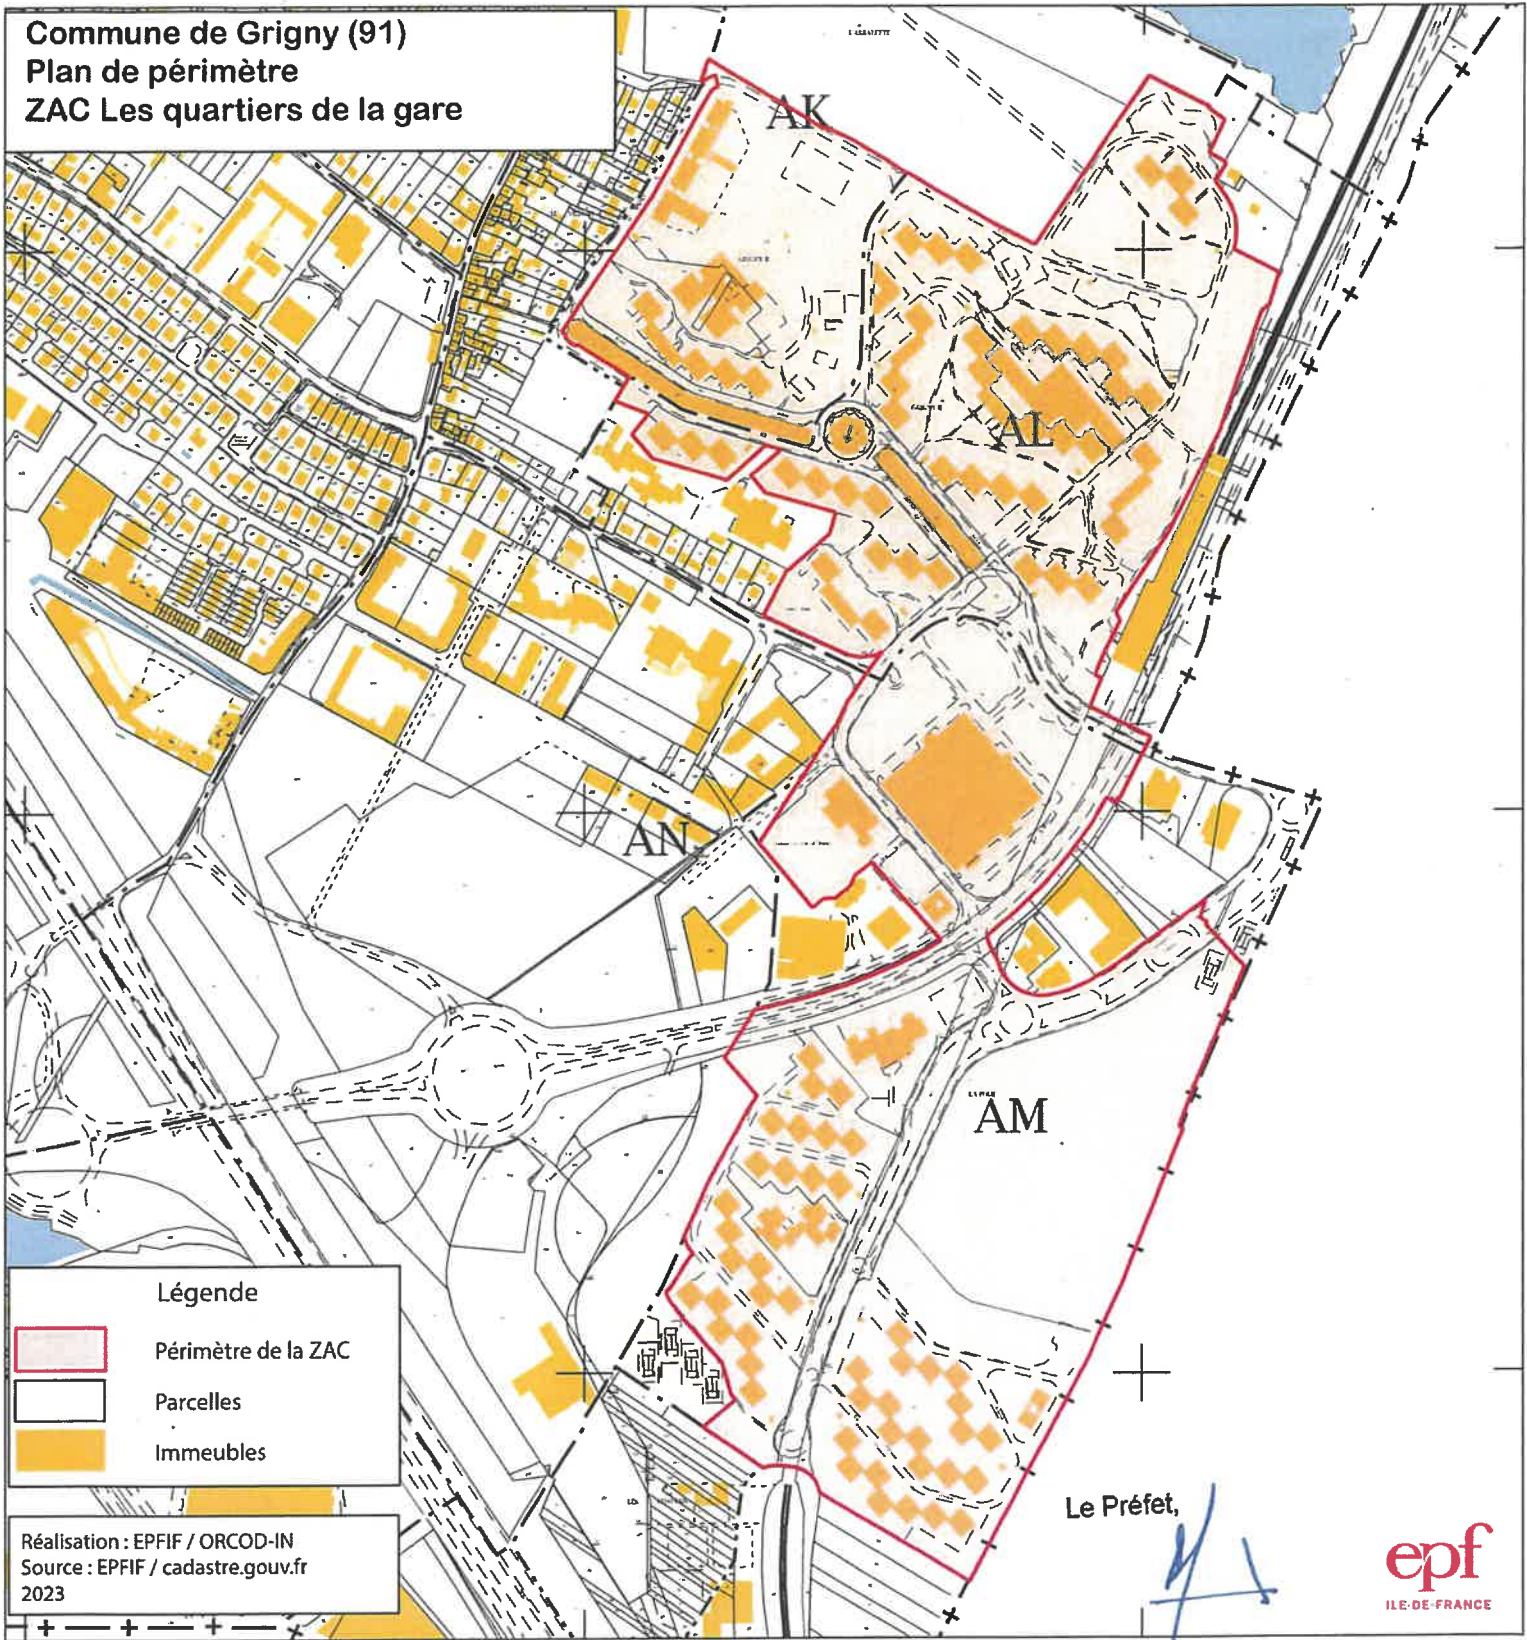 Commune de Grigny (91)
Plan de périmètre
ZAC Les quartiers de la gare
AK
AL
AN
AM
Légende
Périmètre de la ZAC
Parcelles
Immeubles
Réalisation : EPFIF / ORCOD-IN
Source : EPFIF / cadastre.gouv.fr
2023
Le Préfet,
epf
ILE-DE-FRANCE